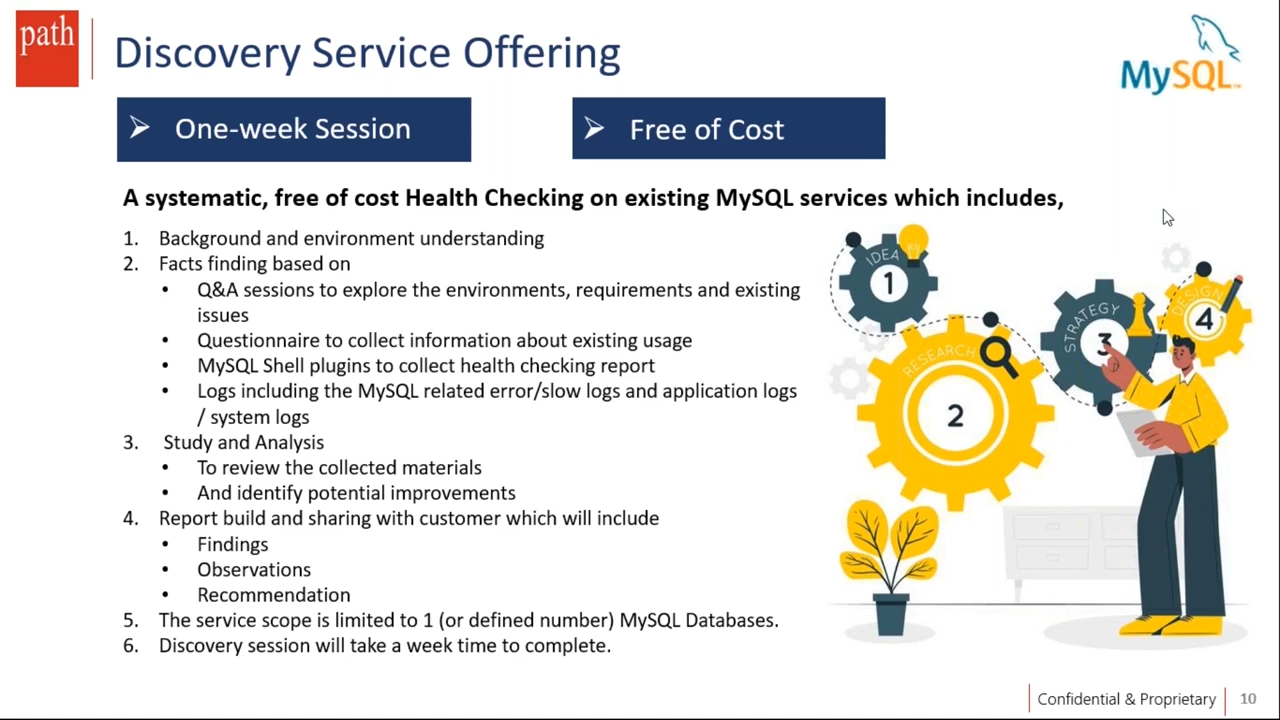 path
Discovery Service Offering
MySQL™
➢ One-week Session
➢ Free of Cost
A systematic, free of cost Health Checking on existing MySQL services which includes,
1. Background and environment understanding
2. Facts finding based on
• Q&A sessions to explore the environments, requirements and existing
issues
• Questionnaire to collect information about existing usage
• MySQL Shell plugins to collect health checking report
• Logs including the MySQL related error/slow logs and application logs
/ system logs
3. Study and Analysis
• To review the collected materials
• And identify potential improvements
4. Report build and sharing with customer which will include
• Findings
• Observations
• Recommendation
5. The service scope is limited to 1 (or defined number) MySQL Databases.
6. Discovery session will take a week time to complete.
IDEA
1
RESEARCH
2
STRATEGY
3
DESIGN
4
Confidential & Proprietary
10